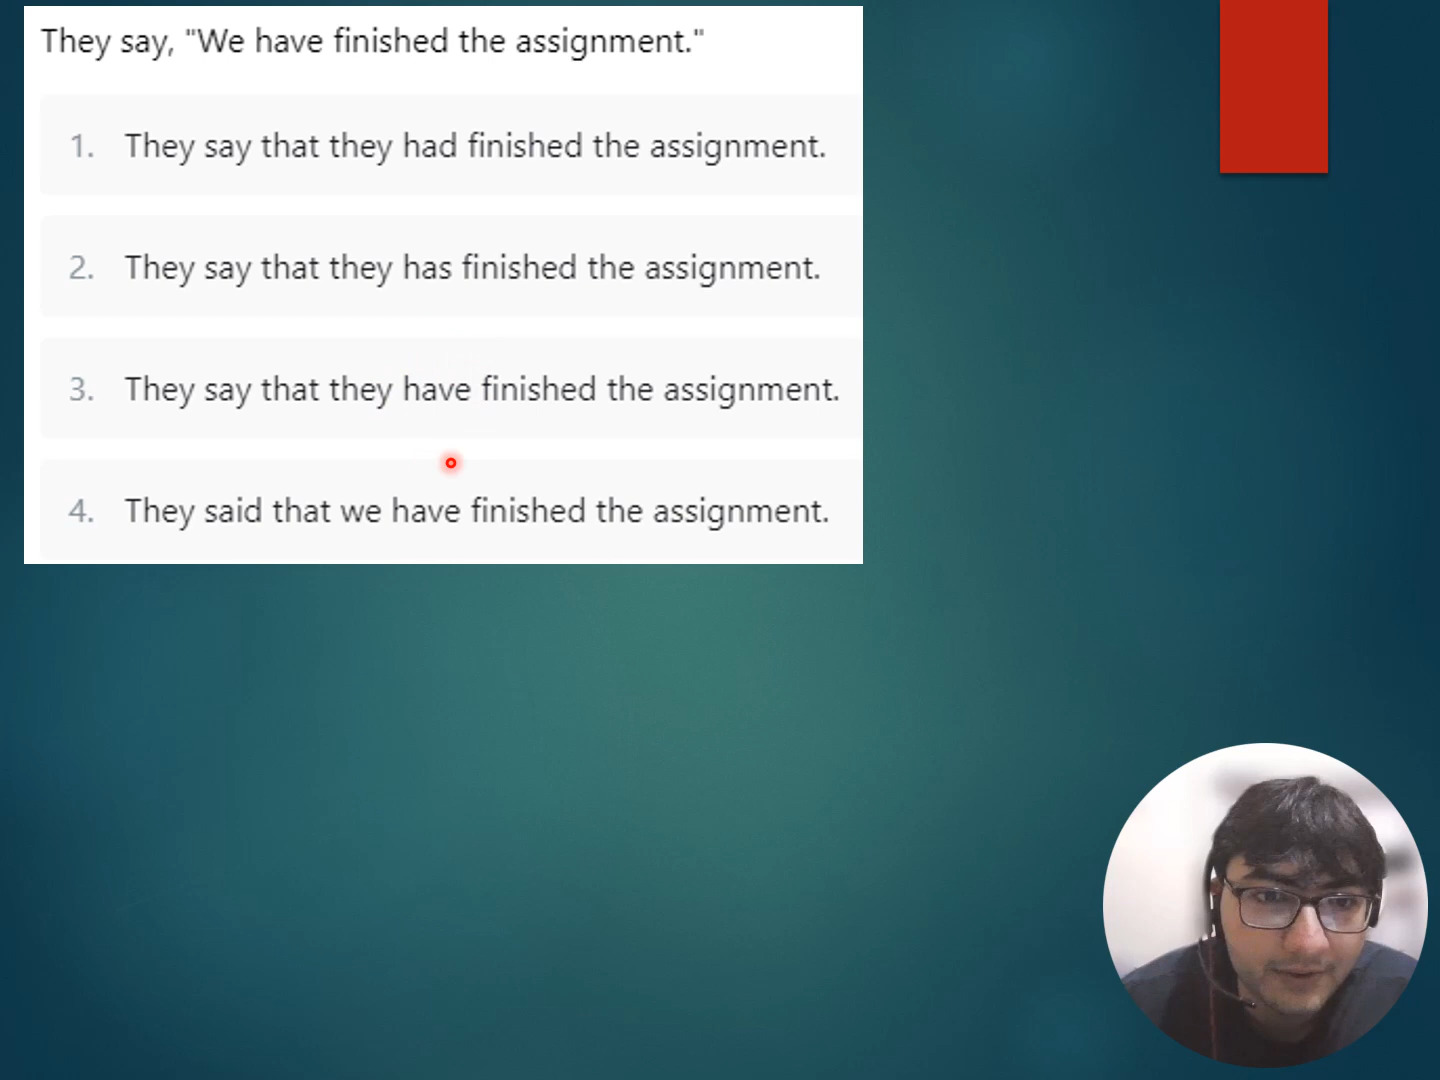 They say, "We have finished the assignment."
1. They say that they had finished the assignment.
2. They say that they has finished the assignment.
3. They say that they have finished the assignment.
4. They said that we have finished the assignment.